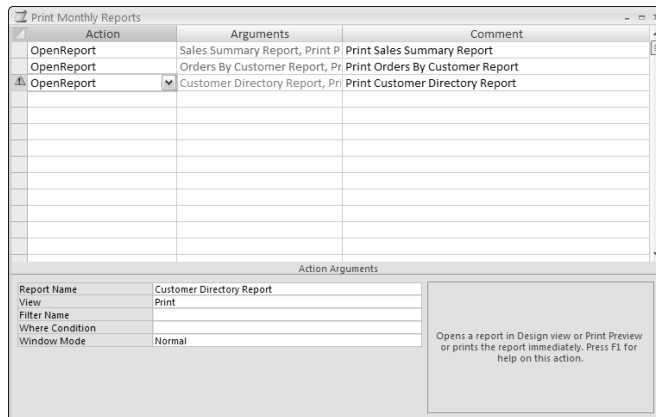 Print Monthly Reports
Action Arguments Comment
OpenReport Sales Summary Report, Print P Print Sales Summary Report
OpenReport Orders By Customer Report, Pr Print Orders By Customer Report
OpenReport Customer Directory Report, Pri Print Customer Directory Report
Action Arguments
Report Name Customer Directory Report
View Print
Filter Name
Where Condition
Window Mode Normal
Opens a report in Design view or Print Preview
or prints the report immediately. Press F1 for
help on this action.